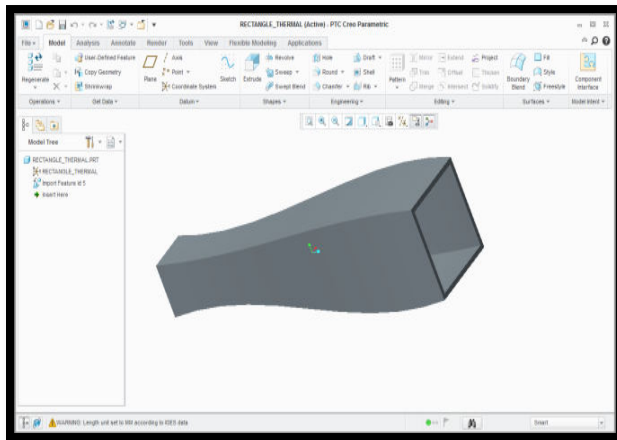 RECTANGLE_THERMAL (Active) - PTC Creo Parametric
File Model Analysis Annotate Render Tools View Flexible Modeling Applications
Regenerate
User-Defined Feature
Copy Geometry
Shrinkwrap
Plane
Axis
Point
Coordinate System
Sketch
Extrude
Revolve
Sweep
Swept Blend
Hole
Round
Chamfer
Draft
Shell
Rib
Pattern
Mirror
Trim
Merge
Extend
Offset
Intersect
Project
Thicken
Solidify
Boundary
Blend
Fill
Style
Freestyle
Component
Interface
Operations Get Data Datum Shapes Engineering Editing Surfaces Model Intent
Model Tree
RECTANGLE_THERMAL.PRT
RECTANGLE_THERMAL
Import Feature id 5
Insert Here
WARNING: Length unit set to MM according to IGES data
Smart